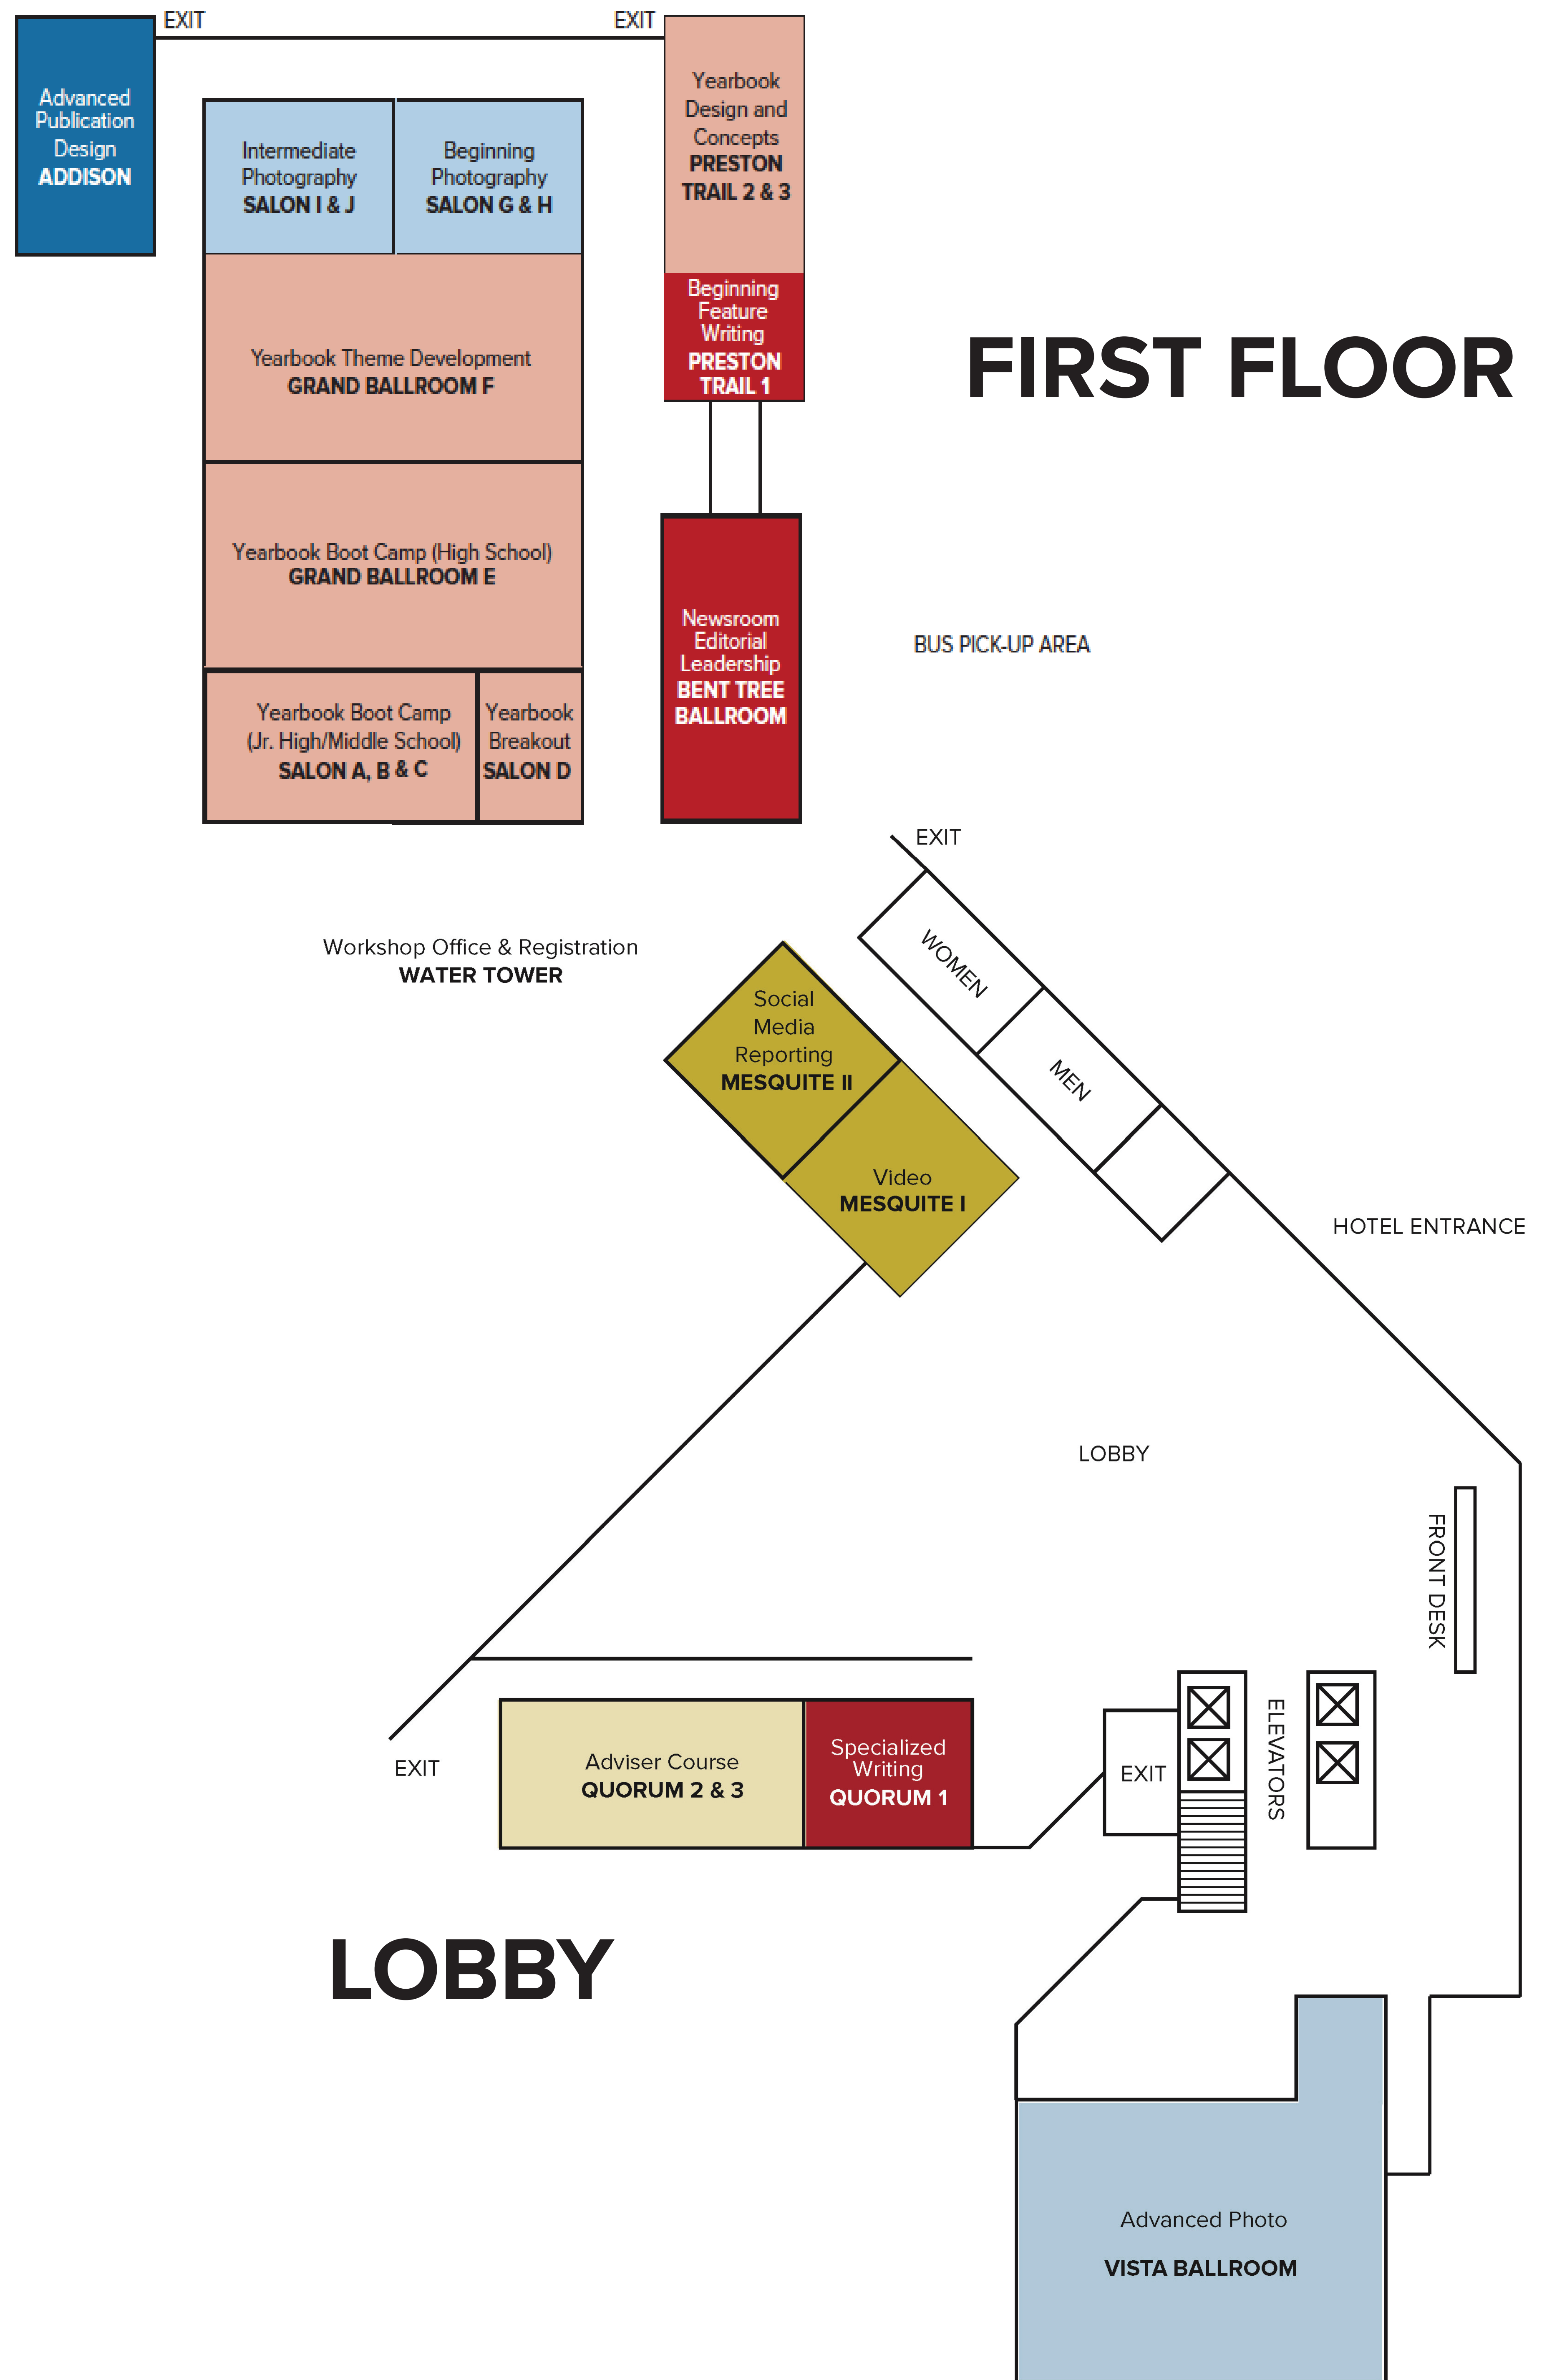 EXIT
EXIT
Advanced
Publication
Design
ADDISON
Intermediate
Photography
SALON I & J
Beginning
Photography
SALON G & H
Yearbook
Design and
Concepts
PRESTON
TRAIL 2 & 3
Beginning
Feature
Writing
PRESTON
TRAIL 1
FIRST FLOOR
Yearbook Theme Development
GRAND BALLROOM F
Yearbook Boot Camp (High School)
GRAND BALLROOM E
Newsroom
Editorial
Leadership
BENT TREE
BALLROOM
BUS PICK-UP AREA
Yearbook Boot Camp
(Jr. High/Middle School)
SALON A, B & C
Yearbook
Breakout
SALON D
EXIT
Workshop Office & Registration
WATER TOWER
WOMEN
MEN
Social
Media
Reporting
MESQUITE II
Video
MESQUITE I
HOTEL ENTRANCE
LOBBY
FRONT DESK
EXIT
Adviser Course
QUORUM 2 & 3
Specialized
Writing
QUORUM 1
EXIT
ELEVATORS
LOBBY
Advanced Photo
VISTA BALLROOM